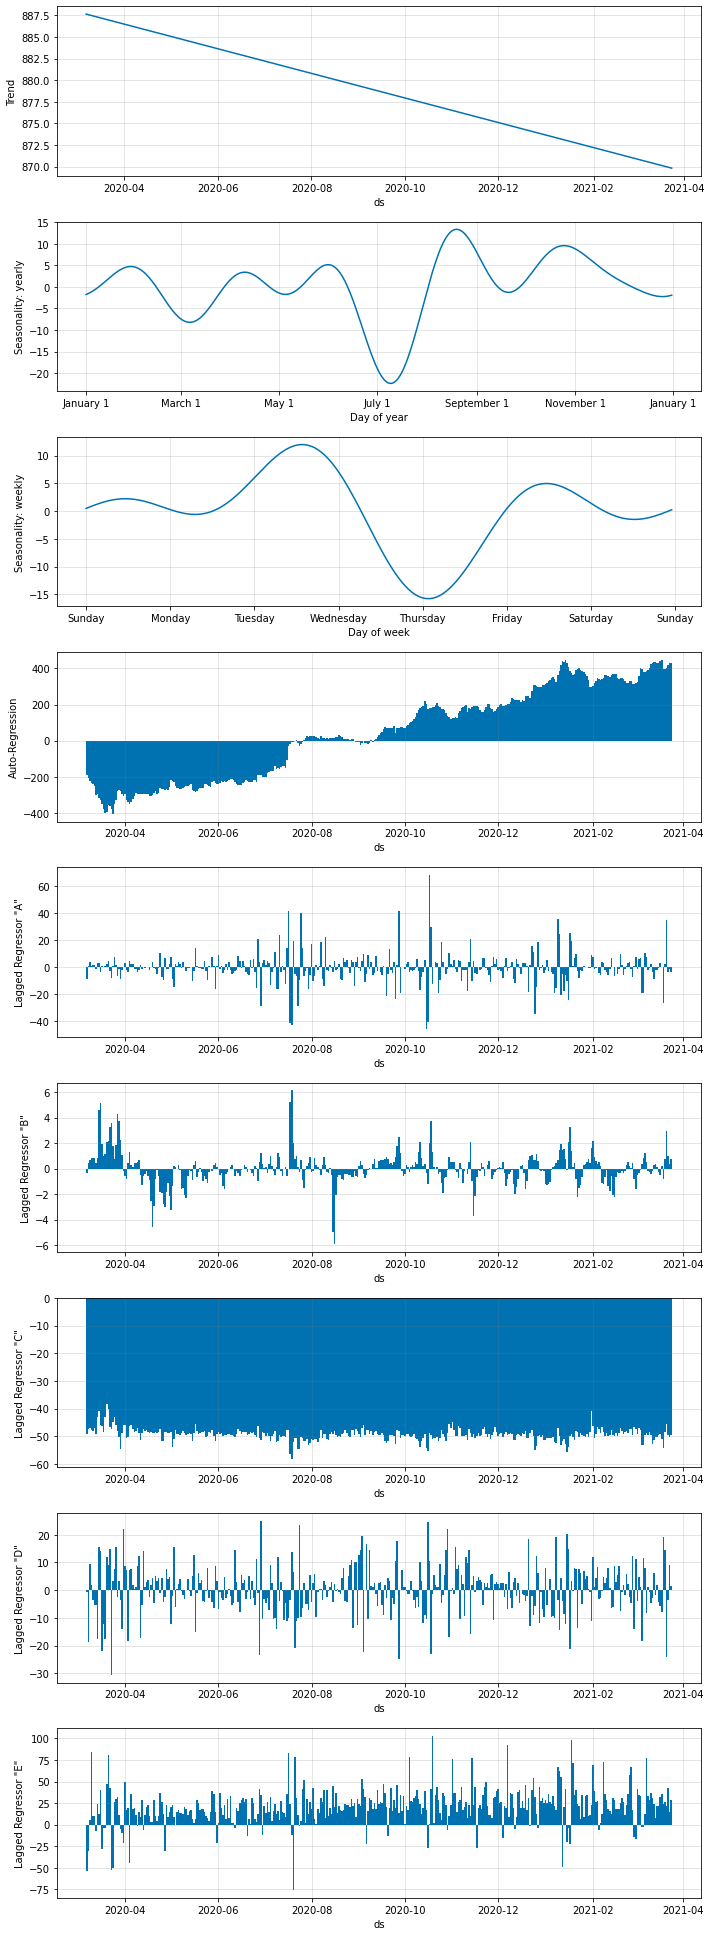 887.5
885.0
882.5
880.0
877.5
875.0
872.5
870.0
Trend
2020-04 2020-06 2020-08 2020-10 2020-12 2021-02 2021-04
ds
15
10
5
0
−5
−10
−15
−20
Seasonality: yearly
January 1 March 1 May 1 July 1 September 1 November 1 January 1
Day of year
10
5
0
−5
−10
−15
Seasonality: weekly
Sunday Monday Tuesday Wednesday Thursday Friday Saturday Sunday
Day of week
400
200
0
−200
−400
Auto-Regression
2020-04 2020-06 2020-08 2020-10 2020-12 2021-02 2021-04
ds
60
40
20
0
−20
−40
Lagged Regressor "A"
2020-04 2020-06 2020-08 2020-10 2020-12 2021-02 2021-04
ds
6
4
2
0
−2
−4
−6
Lagged Regressor "B"
2020-04 2020-06 2020-08 2020-10 2020-12 2021-02 2021-04
ds
0
−10
−20
−30
−40
−50
−60
Lagged Regressor "C"
2020-04 2020-06 2020-08 2020-10 2020-12 2021-02 2021-04
ds
20
10
0
−10
−20
−30
Lagged Regressor "D"
2020-04 2020-06 2020-08 2020-10 2020-12 2021-02 2021-04
ds
100
75
50
25
0
−25
−50
−75
Lagged Regressor "E"
2020-04 2020-06 2020-08 2020-10 2020-12 2021-02 2021-04
ds